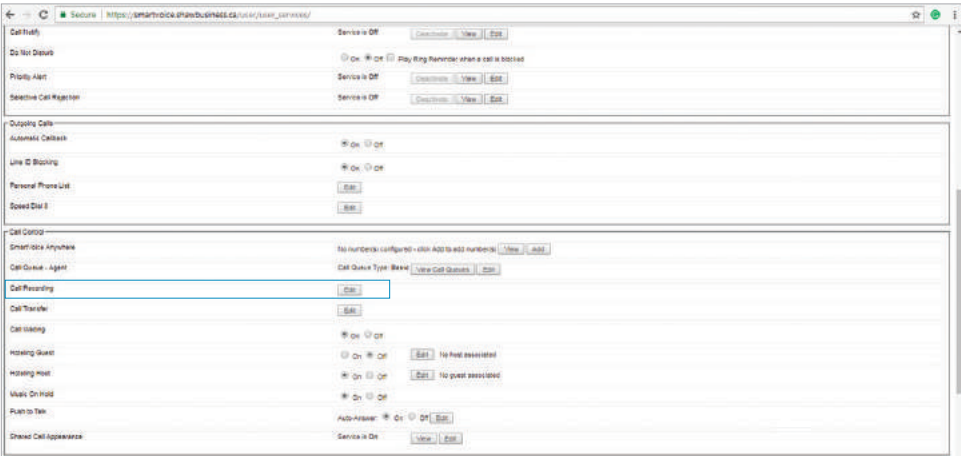 Secure | https://smartvoice.shawbusiness.ca/user/user_services/
Call Notify Service is Off Deactivate View Edit
Do Not Disturb On Off Play Ring Reminder when a call is blocked
Priority Alert Service is Off Deactivate View Edit
Selective Call Rejection Service is Off Deactivate View Edit
Outgoing Calls
Automatic Callback On Off
Line ID Blocking On Off
Personal Phone List Edit
Speed Dial 8 Edit
Call Control
SmartVoice Anywhere No number(s) configured - click Add to add number(s) View Add
Call Queue - Agent Call Queue Type: Basic View Call Queues Edit
Call Recording Edit
Call Transfer Edit
Call Waiting On Off
Hoteling Guest On Off Edit No host associated
Hoteling Host On Off Edit No guest associated
Music On Hold On Off
Push to Talk Auto-Answer: On Off Edit
Shared Call Appearance Service is On View Edit